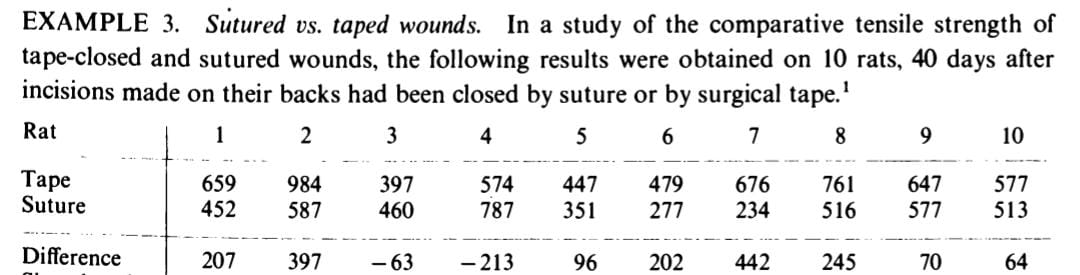 EXAMPLE 3. Sutured vs. taped wounds. In a study of the comparative tensile strength of
tape-closed and sutured wounds, the following results were obtained on 10 rats, 40 days after
incisions made on their backs had been closed by suture or by surgical tape.¹
Rat 1 2 3 4 5 6 7 8 9 10
Tape 659 984 397 574 447 479 676 761 647 577
Suture 452 587 460 787 351 277 234 516 577 513
Difference 207 397 −63 −213 96 202 442 245 70 64